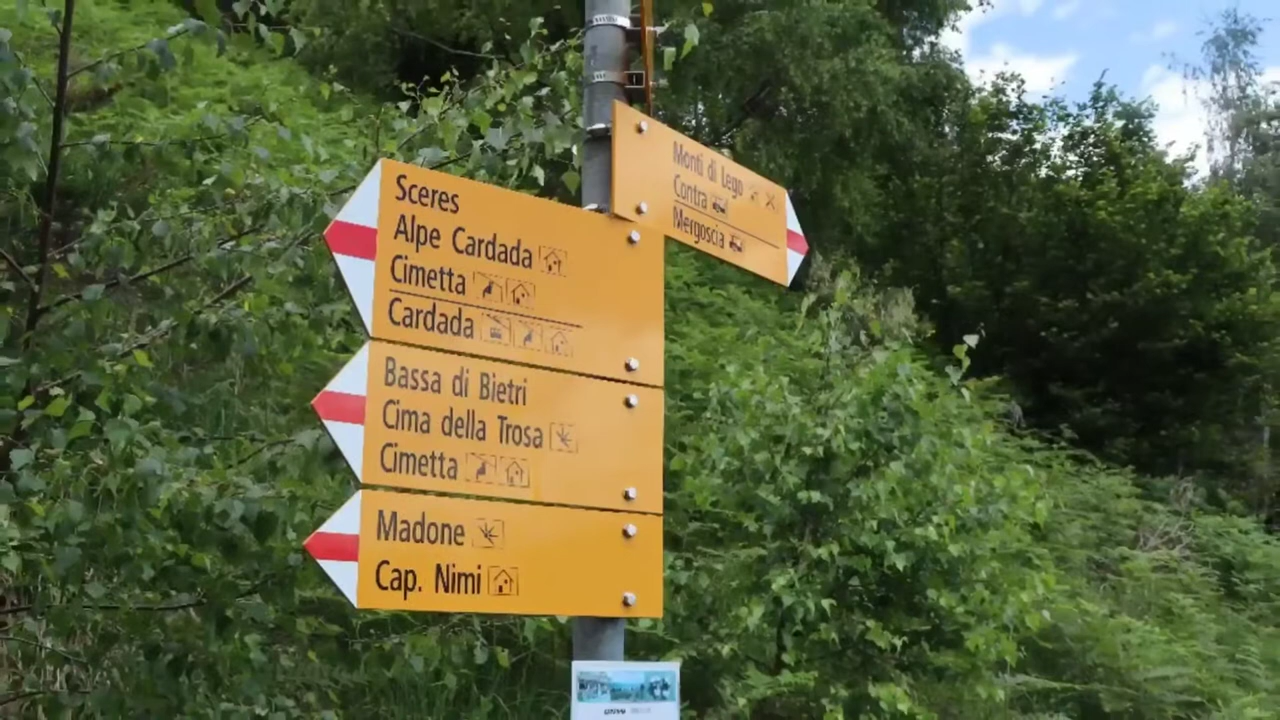 Sceres
Alpe Cardada
Cimetta
Cardada
Bassa di Bietri
Cima della Trosa
Cimetta
Madone
Cap. Nimi
Monti di Lego
Contra
Mergoscia